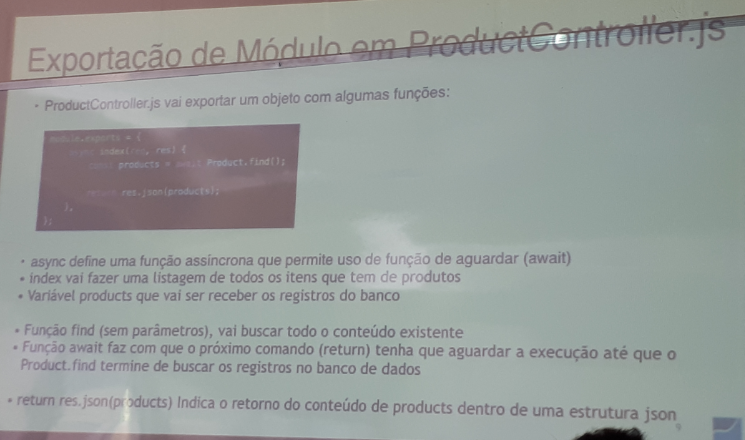 Exportação de Módulo em ProductController.js
• ProductController.js vai exportar um objeto com algumas funções:
module.exports = {
async index(req, res) {
const products = await Product.find();
return res.json(products);
},
};
• async define uma função assíncrona que permite uso de função de aguardar (await)
• index vai fazer uma listagem de todos os itens que tem de produtos
• Variável products que vai ser receber os registros do banco
• Função find (sem parâmetros), vai buscar todo o conteúdo existente
• Função await faz com que o próximo comando (return) tenha que aguardar a execução até que o
Product.find termine de buscar os registros no banco de dados
• return res.json(products) Indica o retorno do conteúdo de products dentro de uma estrutura json
9